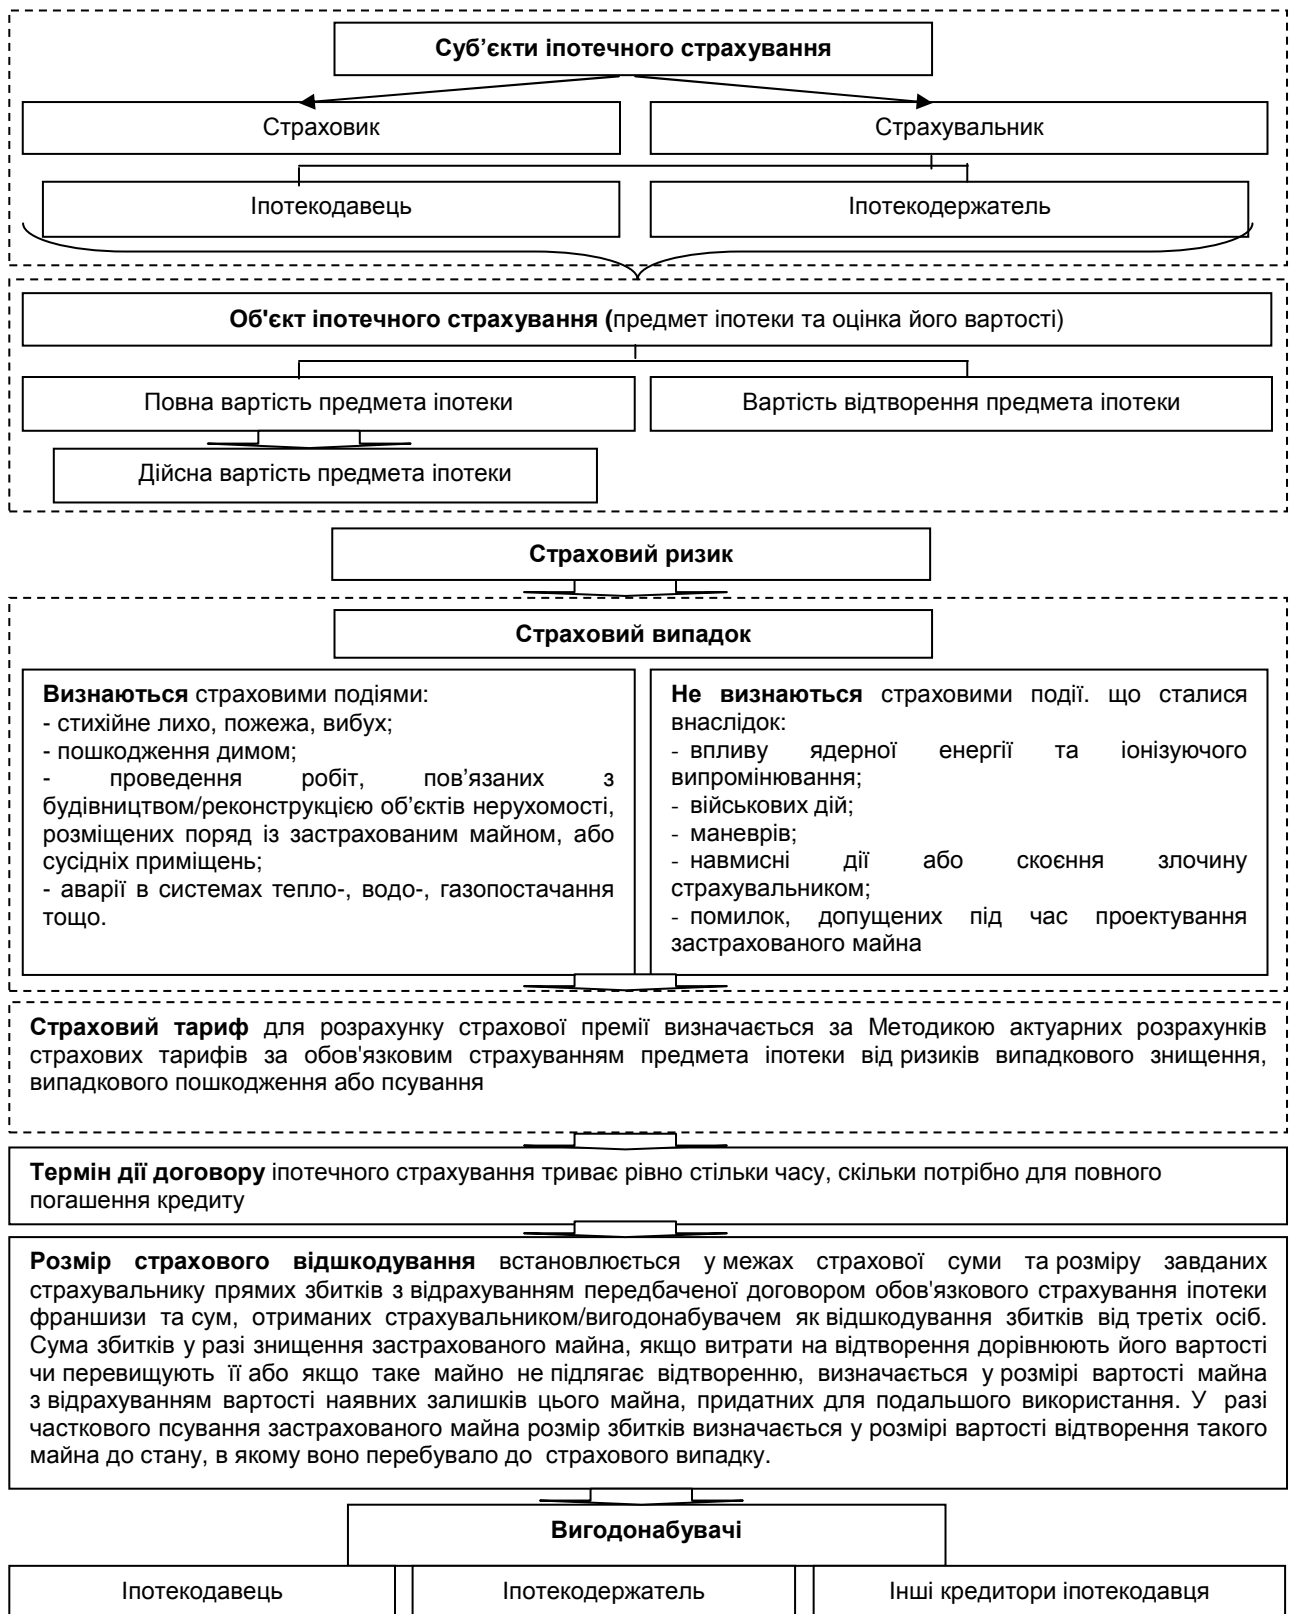 Суб’єкти іпотечного страхування
Страховик
Страхувальник
Іпотекодавець
Іпотекодержатель
Об'єкт іпотечного страхування (предмет іпотеки та оцінка його вартості)
Повна вартість предмета іпотеки
Вартість відтворення предмета іпотеки
Дійсна вартість предмета іпотеки
Страховий ризик
Страховий випадок
Визнаються страховими подіями:
- стихійне лихо, пожежа, вибух;
- пошкодження димом;
- проведення робіт, пов’язаних з
будівництвом/реконструкцією об’єктів нерухомості,
розміщених поряд із застрахованим майном, або
сусідніх приміщень;
- аварії в системах тепло-, водо-, газопостачання
тощо.
Не визнаються страховими події. що сталися
внаслідок:
- впливу ядерної енергії та іонізуючого
випромінювання;
- військових дій;
- маневрів;
- навмисні дії або скоєння злочину
страхувальником;
- помилок, допущених під час проектування
застрахованого майна
Страховий тариф для розрахунку страхової премії визначається за Методикою актуарних розрахунків
страхових тарифів за обов'язковим страхуванням предмета іпотеки від ризиків випадкового знищення,
випадкового пошкодження або псування
Термін дії договору іпотечного страхування триває рівно стільки часу, скільки потрібно для повного
погашення кредиту
Розмір страхового відшкодування встановлюється у межах страхової суми та розміру завданих
страхувальнику прямих збитків з відрахуванням передбаченої договором обов'язкового страхування іпотеки
франшизи та сум, отриманих страхувальником/вигодонабувачем як відшкодування збитків від третіх осіб.
Сума збитків у разі знищення застрахованого майна, якщо витрати на відтворення дорівнюють його вартості
чи перевищують її або якщо таке майно не підлягає відтворенню, визначається у розмірі вартості майна
з відрахуванням вартості наявних залишків цього майна, придатних для подальшого використання. У разі
часткового псування застрахованого майна розмір збитків визначається у розмірі вартості відтворення такого
майна до стану, в якому воно перебувало до страхового випадку.
Вигодонабувачі
Іпотекодавець
Іпотекодержатель
Інші кредитори іпотекодавця